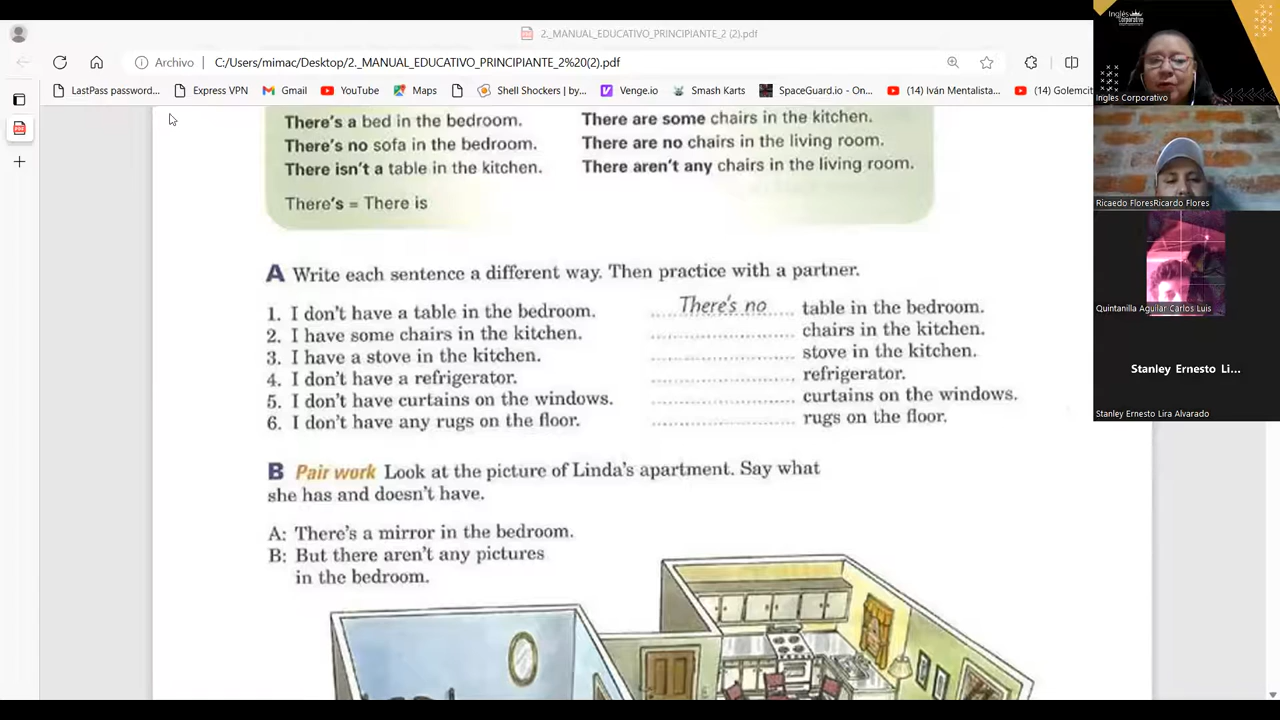 2._MANUAL_EDUCATIVO_PRINCIPIANTE_2 (2).pdf
Archivo C:/Users/mimac/Desktop/2._MANUAL_EDUCATIVO_PRINCIPIANTE_2%20(2).pdf
LastPass password... Express VPN Gmail YouTube Maps Shell Shockers | by... Venge.io Smash Karts SpaceGuard.io - On... (14) Iván Mentalista... (14) Golemcit
There's a bed in the bedroom.
There's no sofa in the bedroom.
There isn't a table in the kitchen.
There's = There is
There are some chairs in the kitchen.
There are no chairs in the living room.
There aren't any chairs in the living room.
A Write each sentence a different way. Then practice with a partner.
1. I don't have a table in the bedroom. There's no table in the bedroom.
2. I have some chairs in the kitchen. chairs in the kitchen.
3. I have a stove in the kitchen. stove in the kitchen.
4. I don't have a refrigerator. refrigerator.
5. I don't have curtains on the windows. curtains on the windows.
6. I don't have any rugs on the floor. rugs on the floor.
B Pair work Look at the picture of Linda's apartment. Say what
she has and doesn't have.
A: There's a mirror in the bedroom.
B: But there aren't any pictures
in the bedroom.
Inglés
Corporativo
Ingles Corporativo
Ricaedo FloresRicardo Flores
Quintanilla Aguilar Carlos Luis
Stanley Ernesto Li...
Stanley Ernesto Lira Alvarado